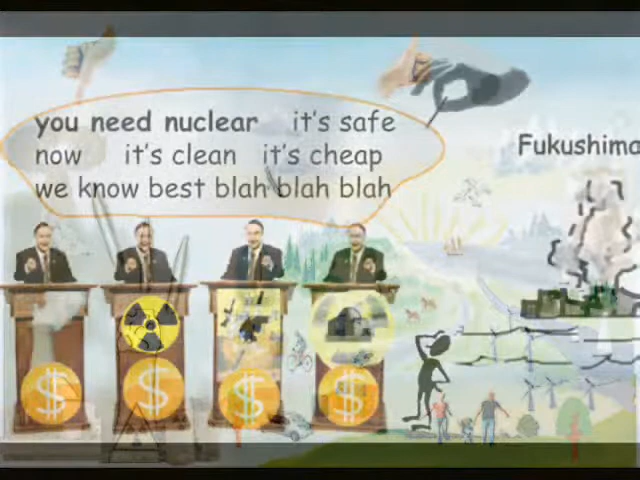 you need nuclear it's safe
now it's clean it's cheap
we know best blah blah blah
Fukushima
$ $ $ $